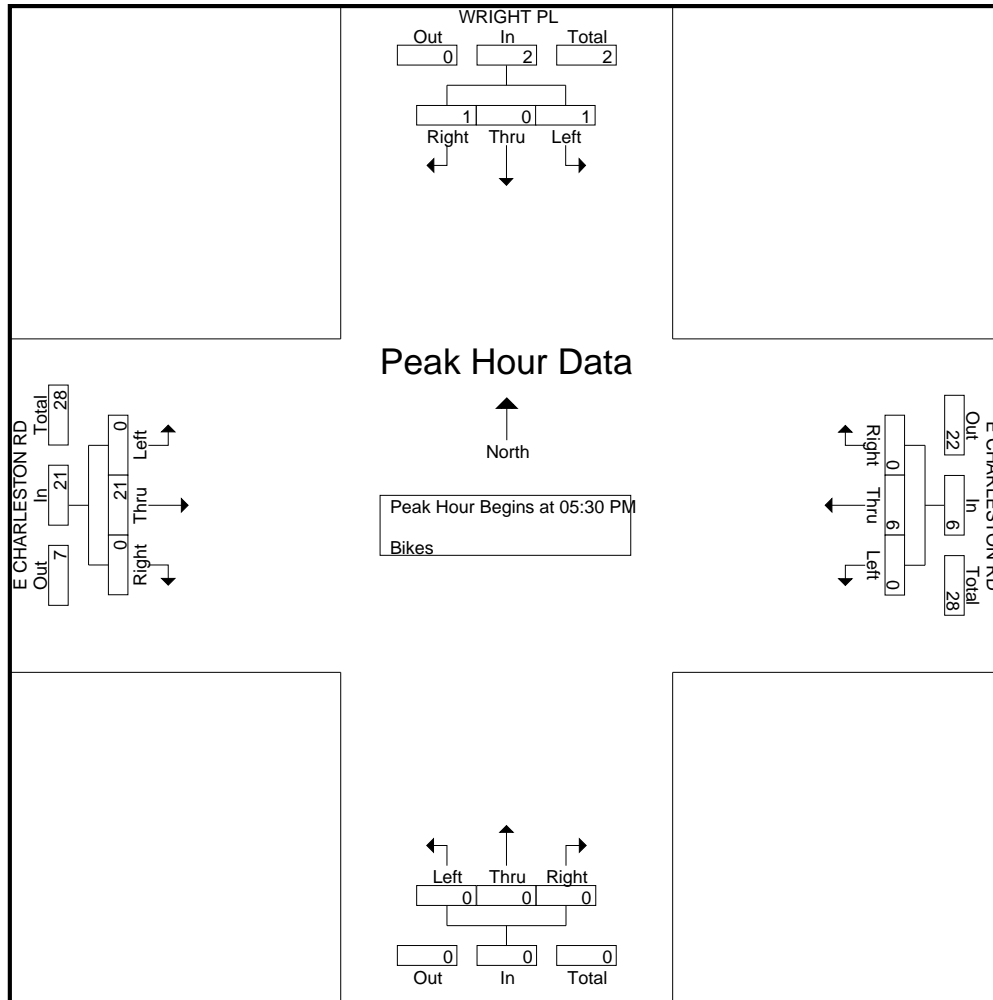 WRIGHT PL
Out In Total
0 2 2
1 0 1
Right Thru Left
Peak Hour Data
North
Peak Hour Begins at 05:30 PM
Bikes
E CHARLESTON RD
Total In Out
28 21 7
0 21 0
Left Thru Right
Right Thru Left
0 6 0
22 6 28
Out In Total
E CHARLESTON RD
Left Thru Right
0 0 0
0 0 0
Out In Total